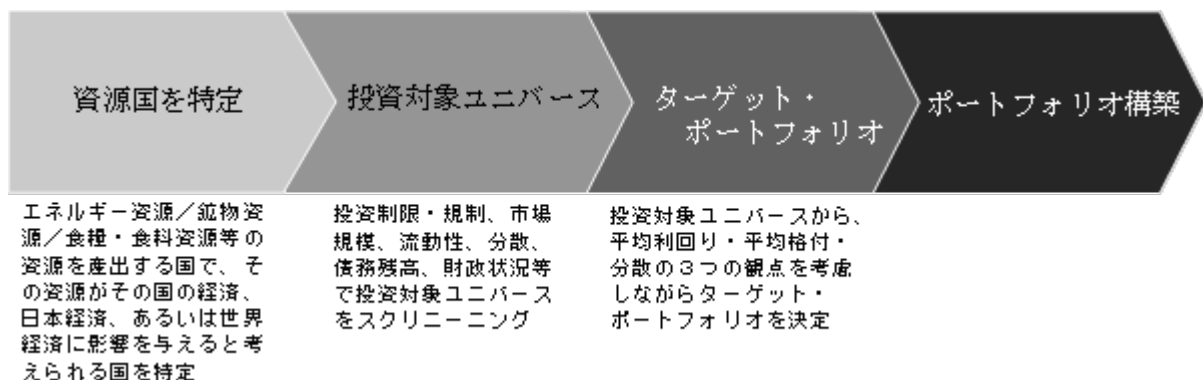 資源国を特定
投資対象ユニバース
ターゲット・
ポートフォリオ
ポートフォリオ構築
エネルギー資源／鉱物資
源／食糧・食料資源等の
資源を産出する国で、そ
の資源がその国の経済、
日本経済、あるいは世界
経済に影響を与えると考
えられる国を特定
投資制限・規制、市場
規模、流動性、分散、
債務残高、財政状況等
で投資対象ユニバース
をスクリーニング
投資対象ユニバースから、
平均利回り・平均格付・
分散の３つの観点を考慮
しながらターゲット・
ポートフォリオを決定